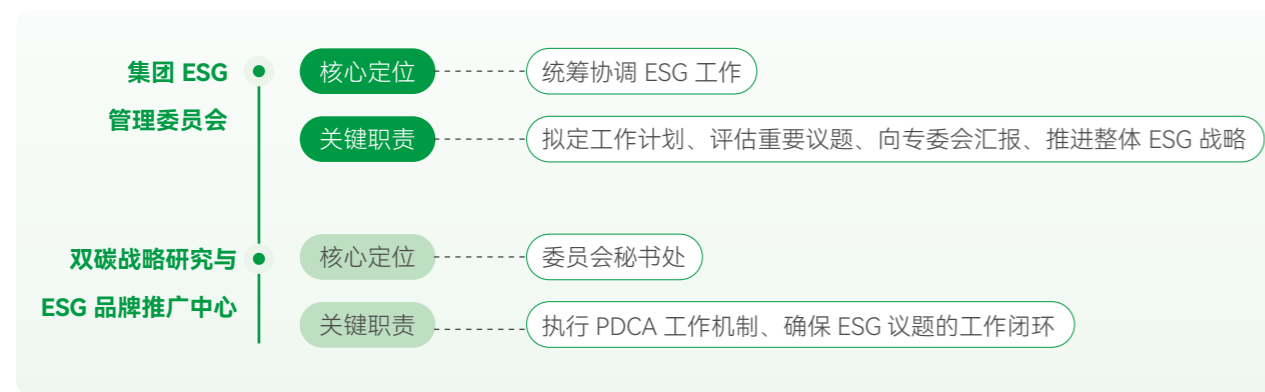 集团 ESG
管理委员会
核心定位
统筹协调 ESG 工作
关键职责
拟定工作计划、评估重要议题、向专委会汇报、推进整体 ESG 战略
双碳战略研究与
ESG 品牌推广中心
核心定位
委员会秘书处
关键职责
执行 PDCA 工作机制、确保 ESG 议题的工作闭环